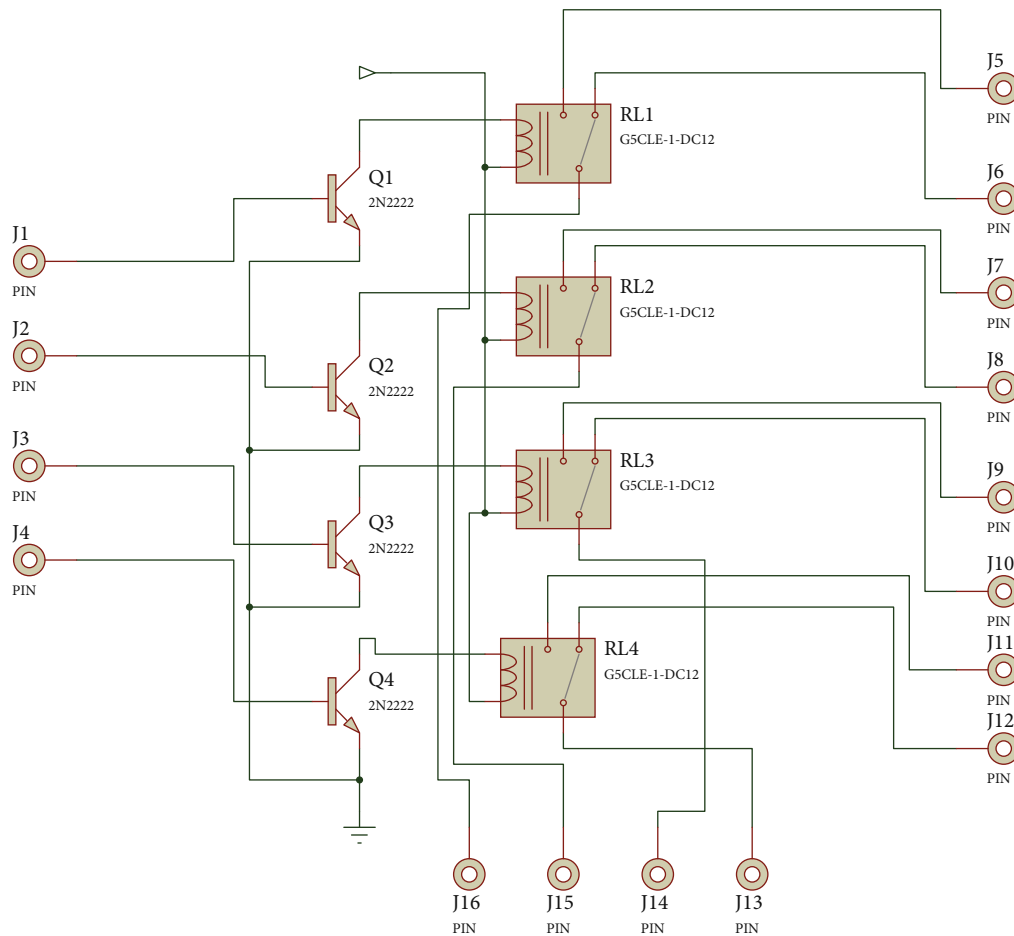 J5
PIN
RL1
G5CLE-1-DC12
Q1
2N2222
J6
PIN
J1
PIN
J7
PIN
RL2
G5CLE-1-DC12
J2
PIN
Q2
2N2222
J8
PIN
J3
PIN
RL3
G5CLE-1-DC12
J9
PIN
Q3
2N2222
J4
PIN
J10
PIN
RL4
G5CLE-1-DC12
J11
PIN
Q4
2N2222
J12
PIN
J16
PIN
J15
PIN
J14
PIN
J13
PIN